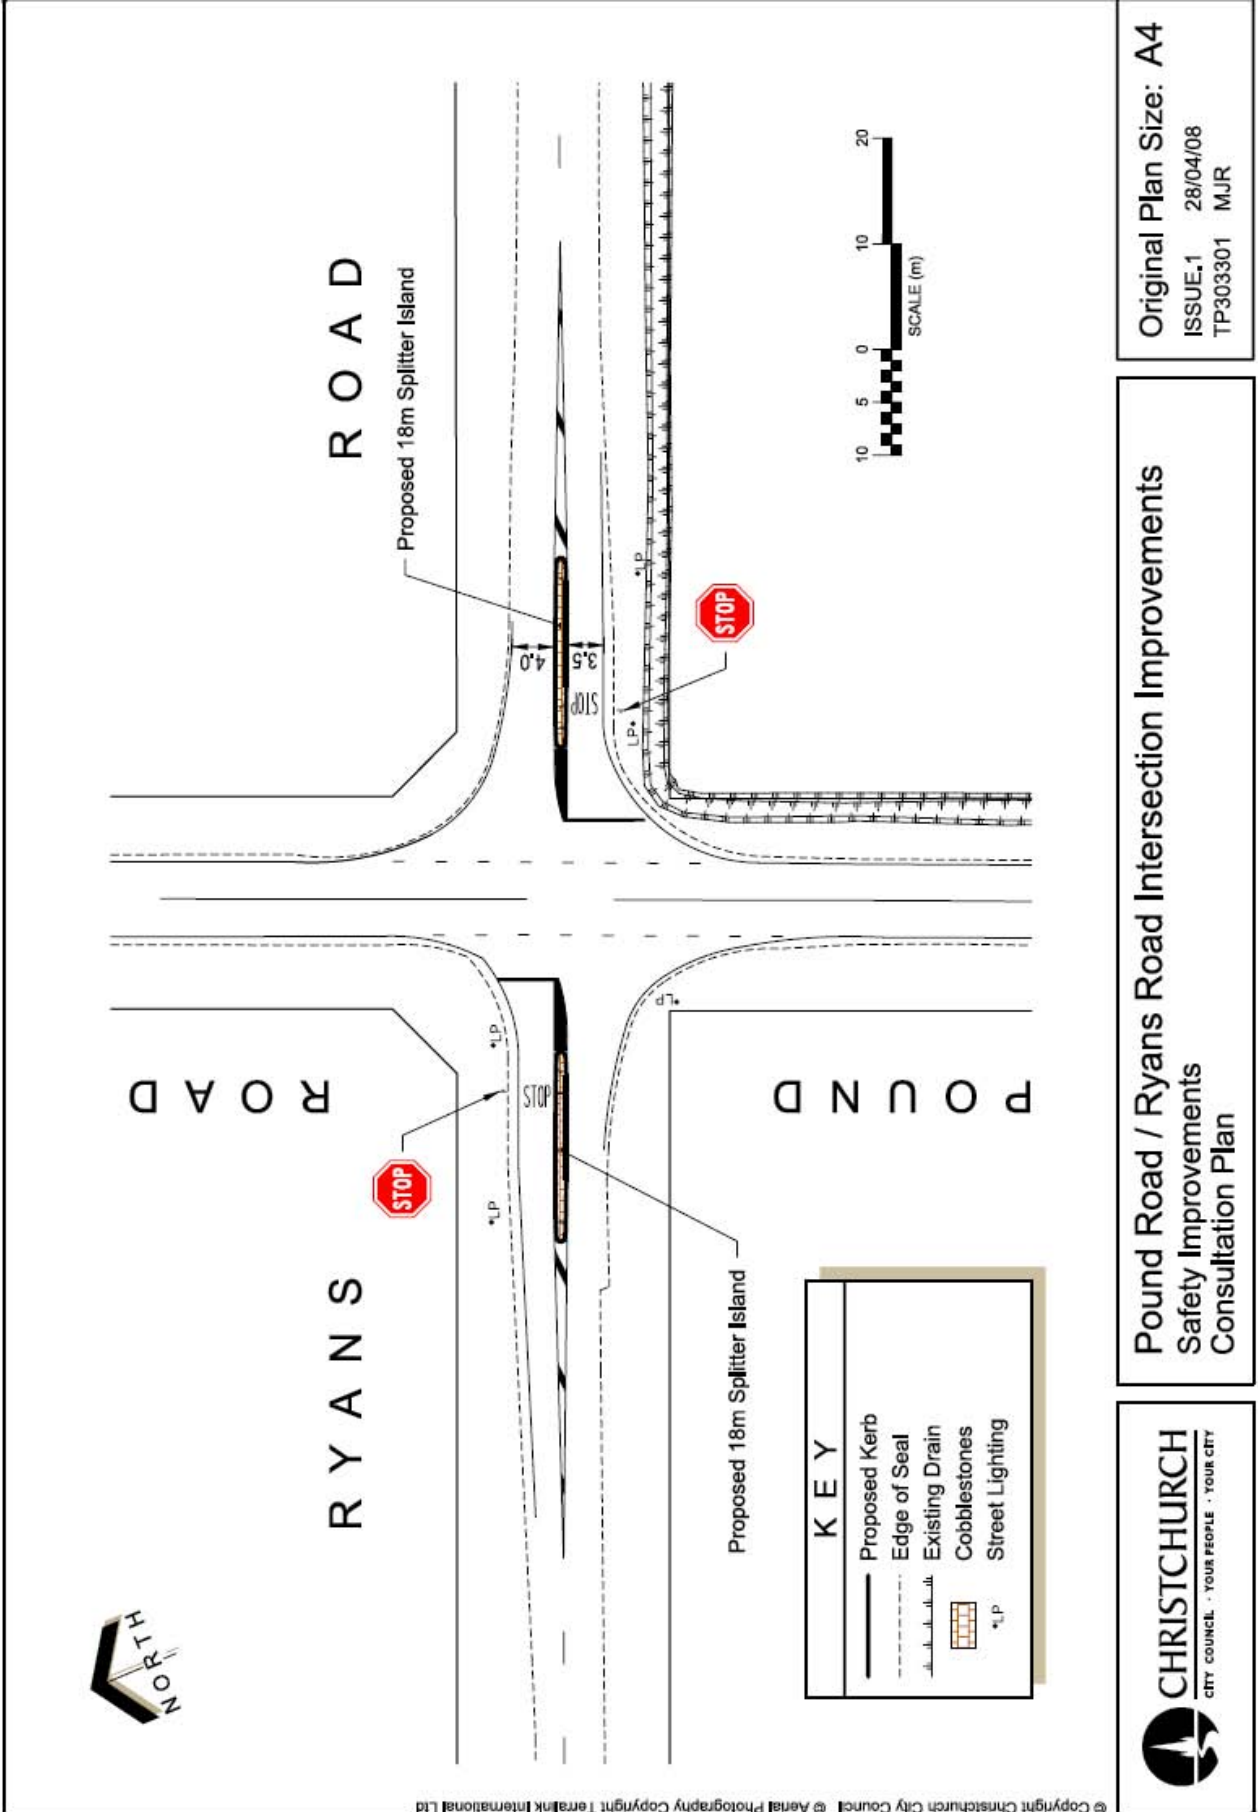 NORTH
RYANS
ROAD
POUND
ROAD
Proposed 18m Splitter Island
Proposed 18m Splitter Island
STOP
STOP
STOP
STOP
4.0
3.5
*LP
*LP
*LP
LP*
*LP
10 5 0 10 20
SCALE (m)
KEY
Proposed Kerb
Edge of Seal
Existing Drain
Cobblestones
*LP Street Lighting
© Copyright Christchurch City Council
© Aerial Photography Copyright Terralink International Ltd
CHRISTCHURCH
CITY COUNCIL · YOUR PEOPLE · YOUR CITY
Pound Road / Ryans Road Intersection Improvements
Safety Improvements
Consultation Plan
Original Plan Size: A4
ISSUE.1 28/04/08
TP303301 MJR